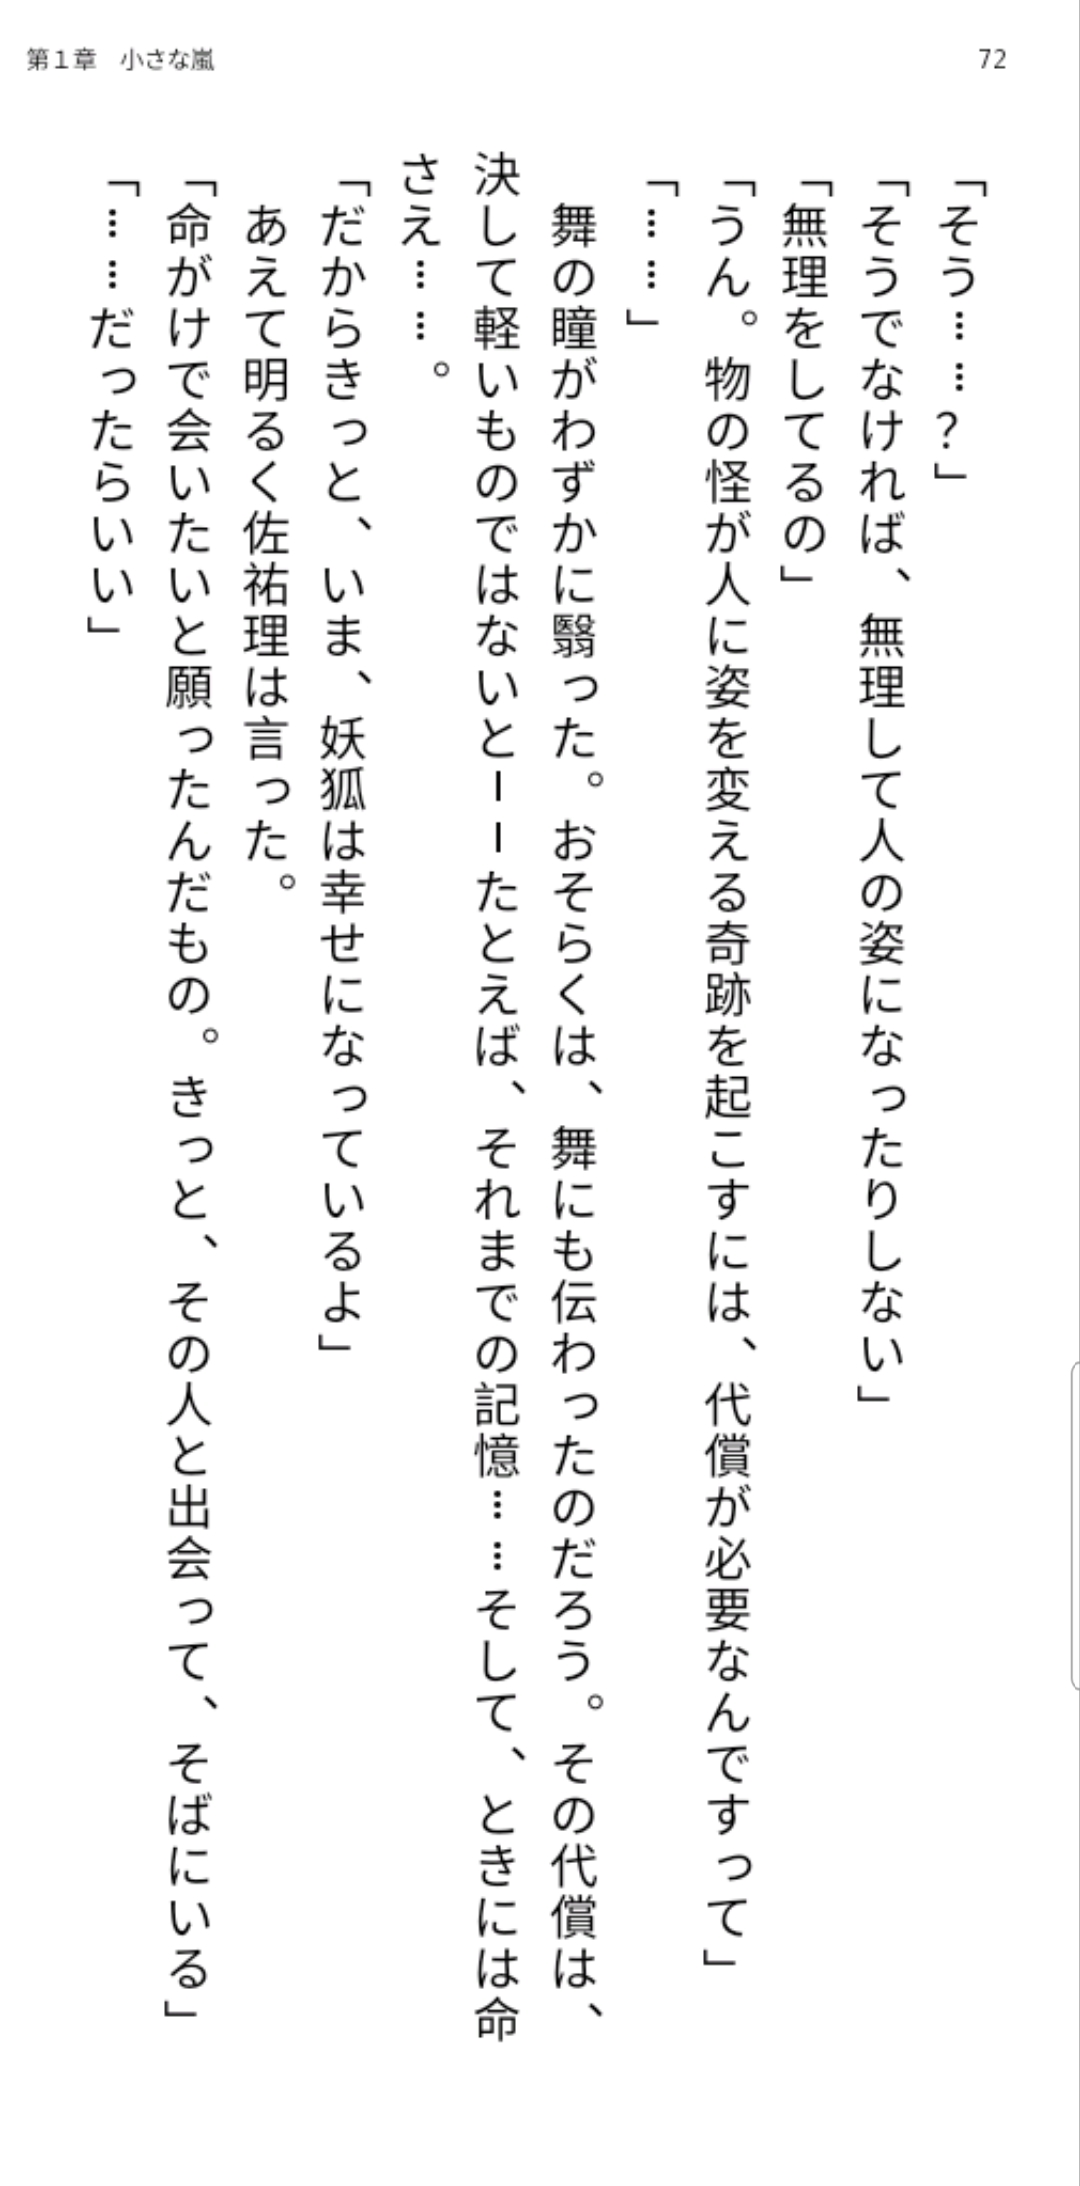 第1章　小さな嵐
72
「そう……？」
「そうでなければ、無理して人の姿になったりしない」
「無理をしてるの」
「うん。物の怪が人に姿を変える奇跡を起こすには、代償が必要なんですって」
「……」
　舞の瞳がわずかに翳った。おそらくは、舞にも伝わったのだろう。その代償は、
決して軽いものではないとーーたとえば、それまでの記憶……そして、ときには命
さえ……。
「だからきっと、いま、妖狐は幸せになっているよ」
　あえて明るく佐祐理は言った。
「命がけで会いたいと願ったんだもの。きっと、その人と出会って、そばにいる」
「……だったらいい」